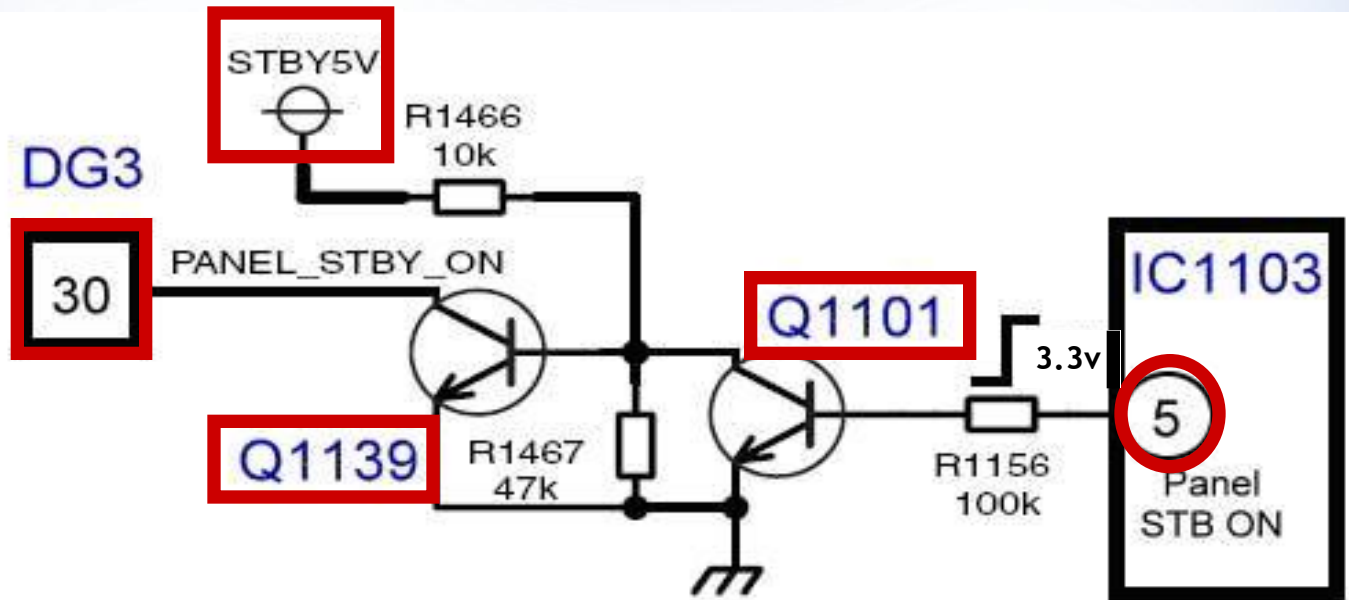 STBY5V
R1466
10k
DG3
30
PANEL_STBY_ON
Q1101
IC1103
3.3v
5
Q1139
R1467
47k
R1156
100k
Panel
STB ON